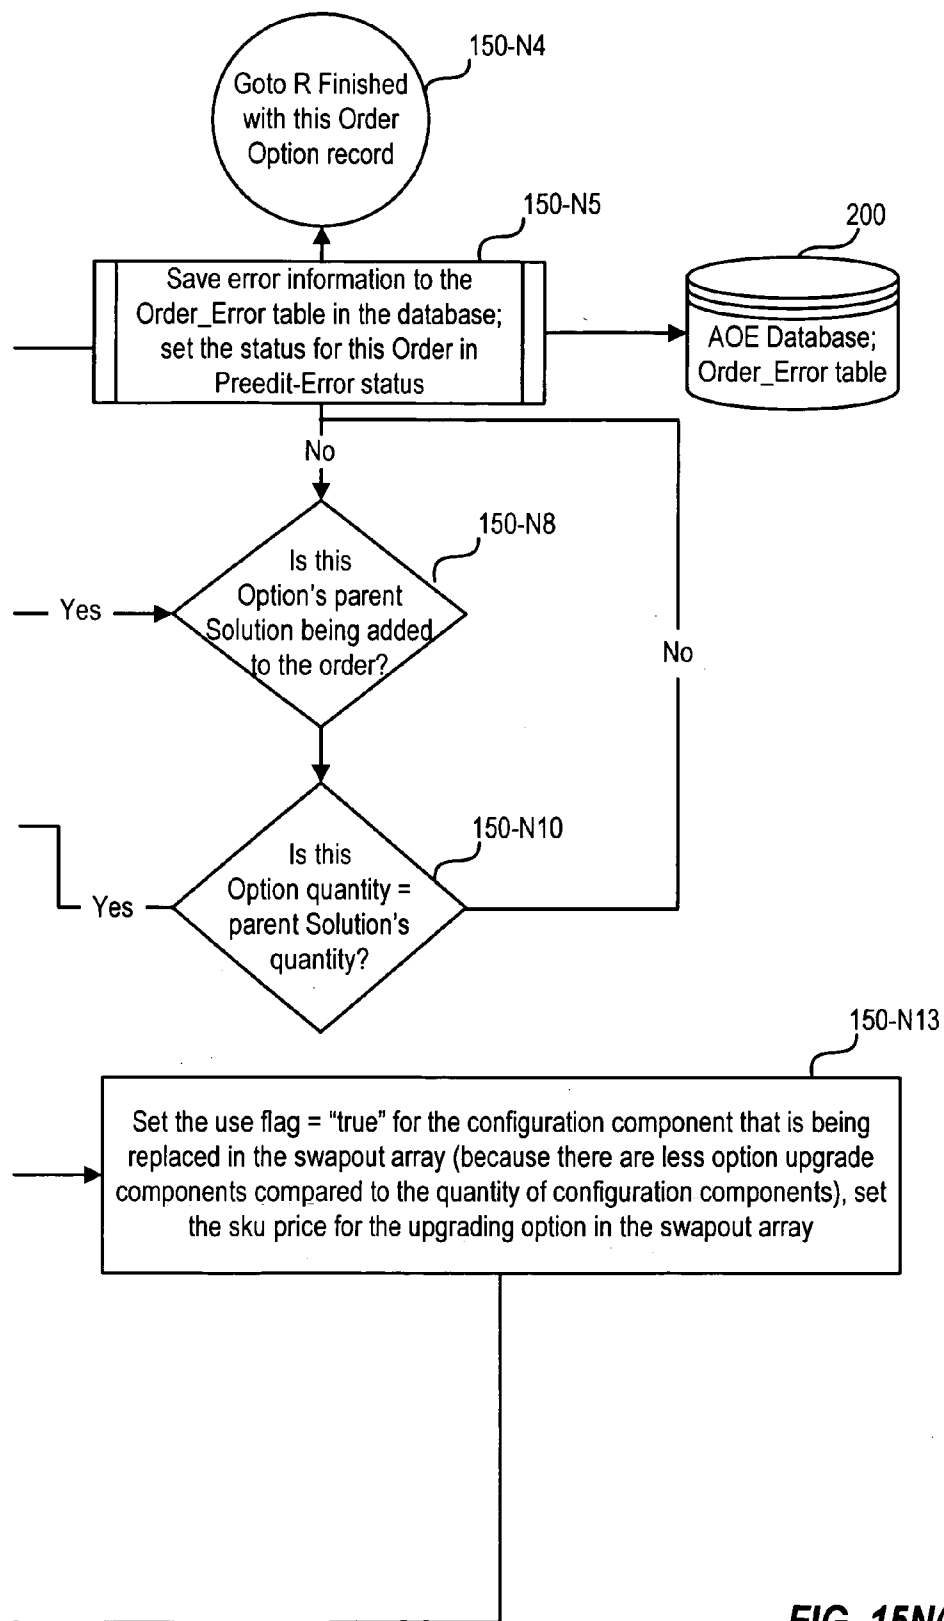 150-N4
Goto R Finished
with this Order
Option record
150-N5
200
Save error information to the
Order_Error table in the database;
set the status for this Order in
Preedit-Error status
AOE Database;
Order_Error table
No
150-N8
Is this
Option's parent
Solution being added
to the order?
Yes
No
150-N10
Is this
Option quantity =
parent Solution's
quantity?
Yes
150-N13
Set the use flag = “true” for the configuration component that is being
replaced in the swapout array (because there are less option upgrade
components compared to the quantity of configuration components), set
the sku price for the upgrading option in the swapout array